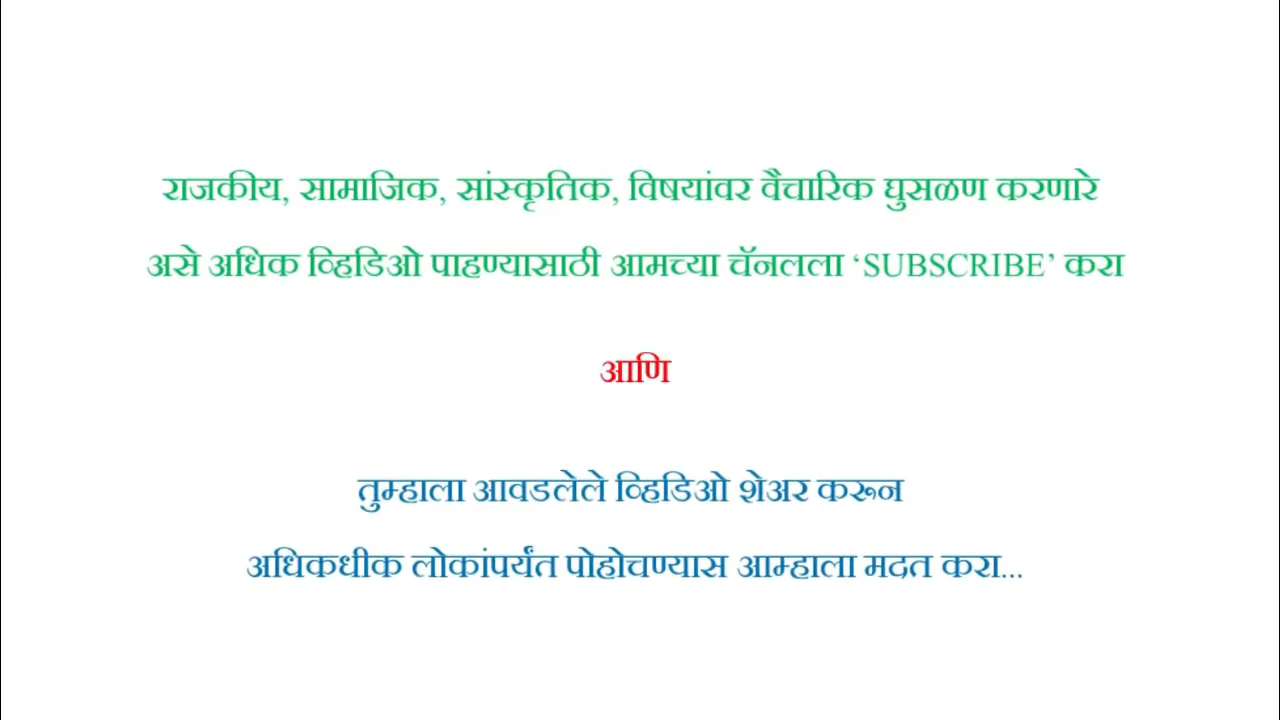 राजकीय, सामाजिक, सांस्कृतिक, विषयांवर वैचारिक घुसळण करणारे
असे अधिक व्हिडिओ पाहण्यासाठी आमच्या चॅनलला ‘SUBSCRIBE’ करा
आणि
तुम्हाला आवडलेले व्हिडिओ शेअर करून
अधिकधीक लोकांपर्यंत पोहोचण्यास आम्हाला मदत करा...